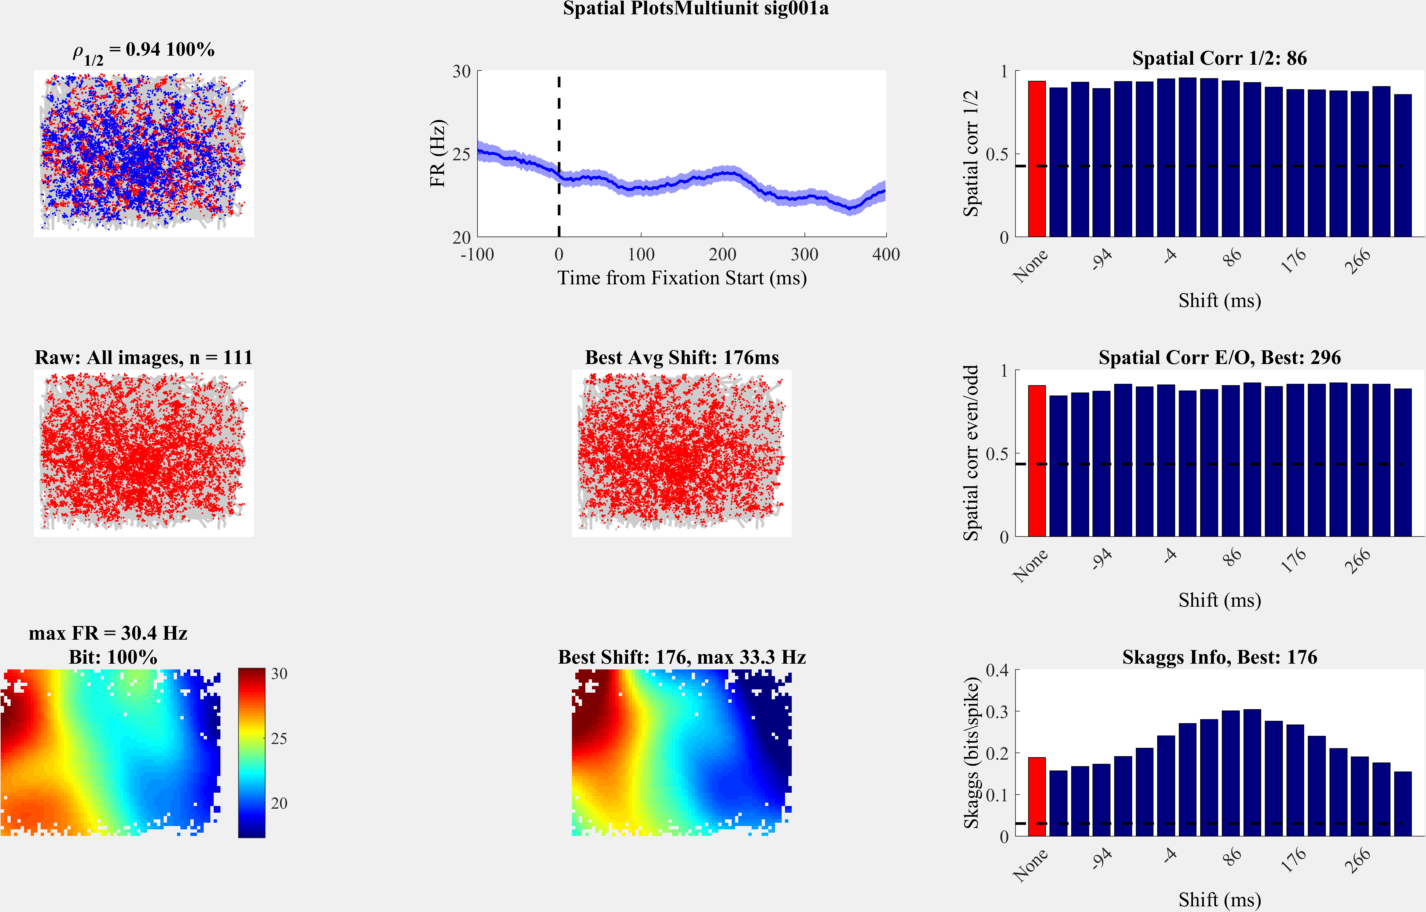 Spatial PlotsMultiunit sig001a
ρ1/2 = 0.94 100%
30
25
20
FR (Hz)
-100
0
100
200
300
400
Time from Fixation Start (ms)
Spatial Corr 1/2: 86
1
0.5
0
Spatial corr 1/2
None
-94
-4
86
176
266
Shift (ms)
Raw: All images, n = 111
Best Avg Shift: 176ms
Spatial Corr E/O, Best: 296
1
0.5
0
Spatial corr even/odd
None
-94
-4
86
176
266
Shift (ms)
max FR = 30.4 Hz
Bit: 100%
30
25
20
Best Shift: 176, max 33.3 Hz
Skaggs Info, Best: 176
0.4
0.3
0.2
0.1
0
Skaggs (bits\spike)
None
-94
-4
86
176
266
Shift (ms)